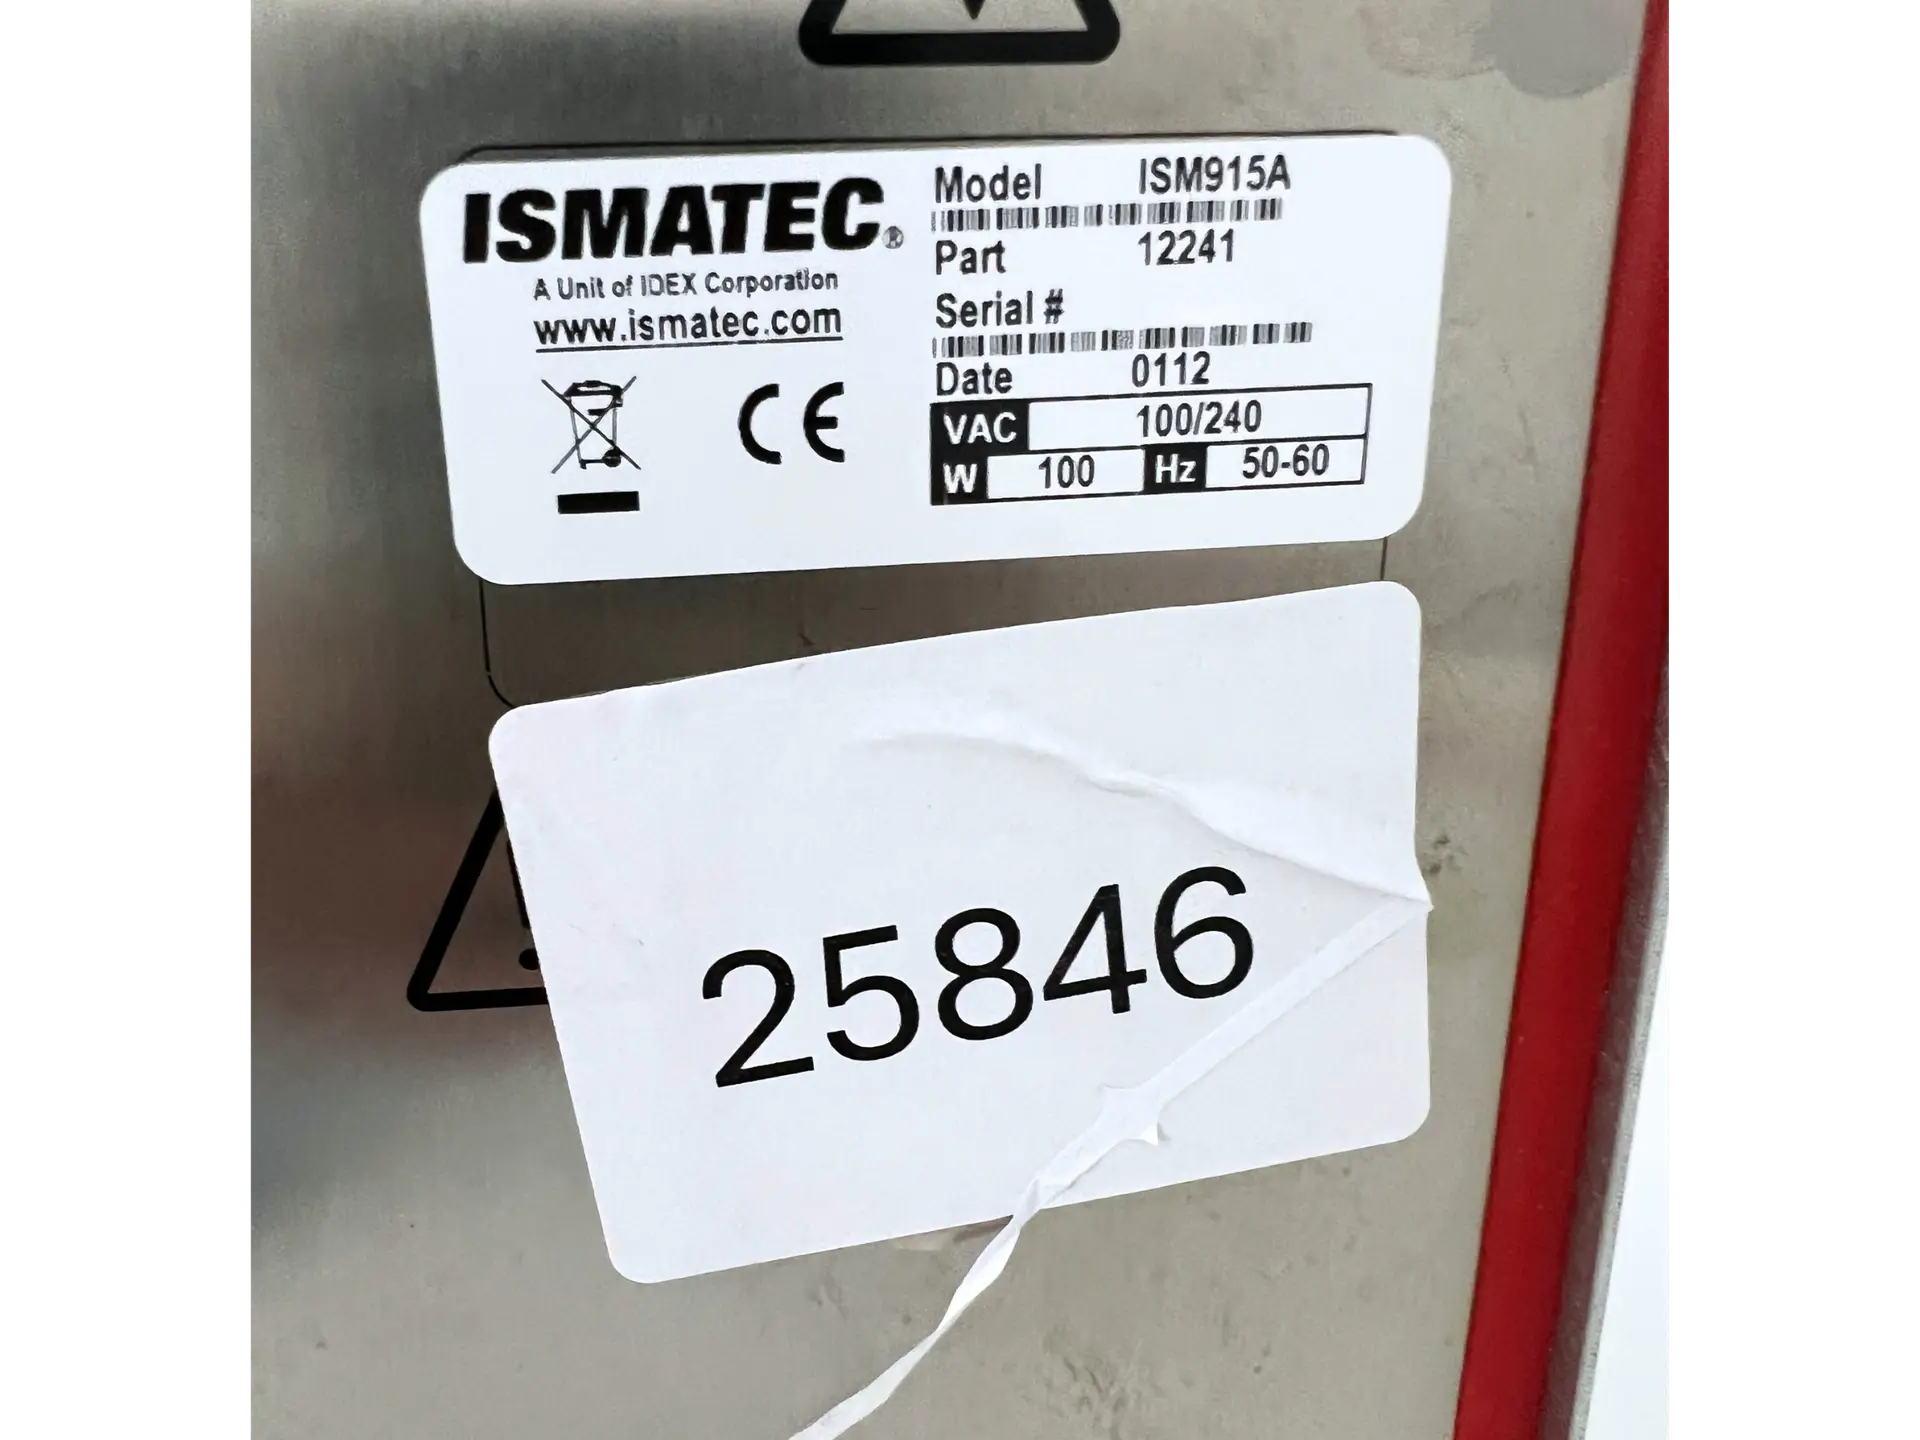 ISMATEC®
A Unit of IDEX Corporation
www.ismatec.com
CE
Model ISM915A
Part 12241
Serial #
Date 0112
VAC 100/240
W 100 Hz 50-60
25846